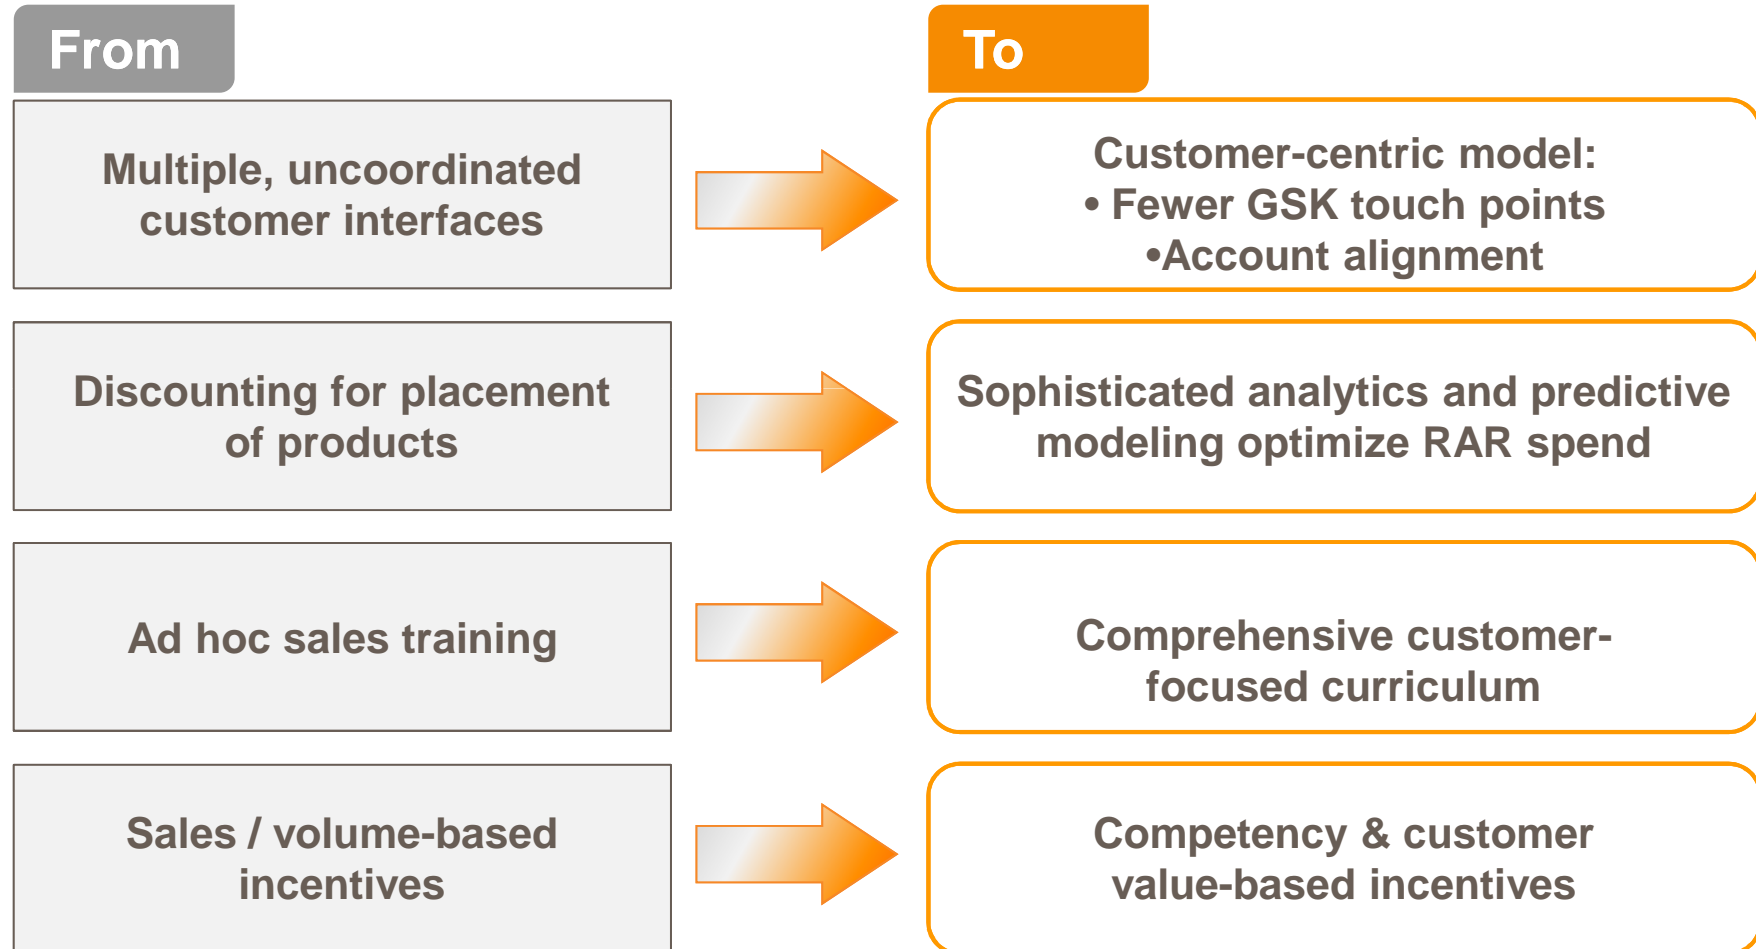 From
To
Multiple, uncoordinated
customer interfaces
Customer-centric model:
• Fewer GSK touch points
•Account alignment
Discounting for placement
of products
Sophisticated analytics and predictive
modeling optimize RAR spend
Ad hoc sales training
Comprehensive customer-
focused curriculum
Sales / volume-based
incentives
Competency & customer
value-based incentives